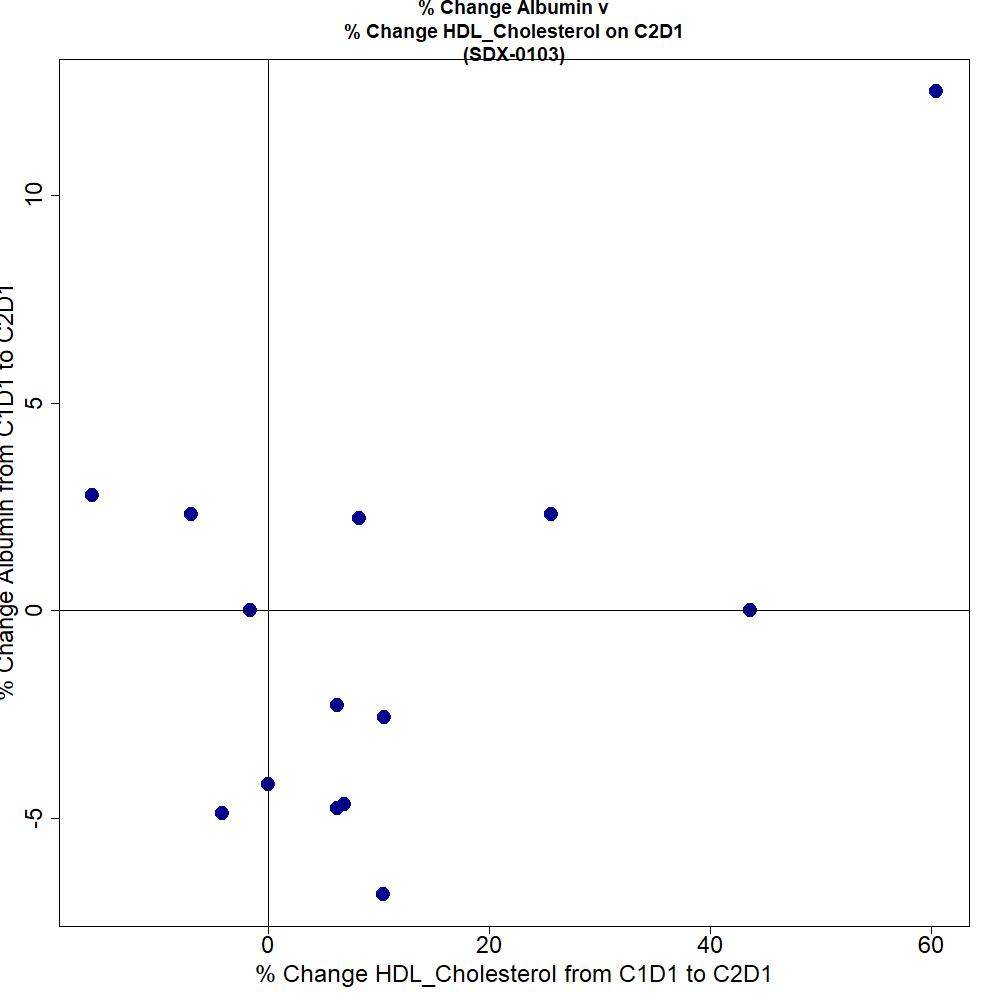 % Change Albumin v
% Change HDL_Cholesterol on C2D1
(SDX-0103)
% Change Albumin from C1D1 to C2D1
10
5
0
-5
0
20
40
60
% Change HDL_Cholesterol from C1D1 to C2D1